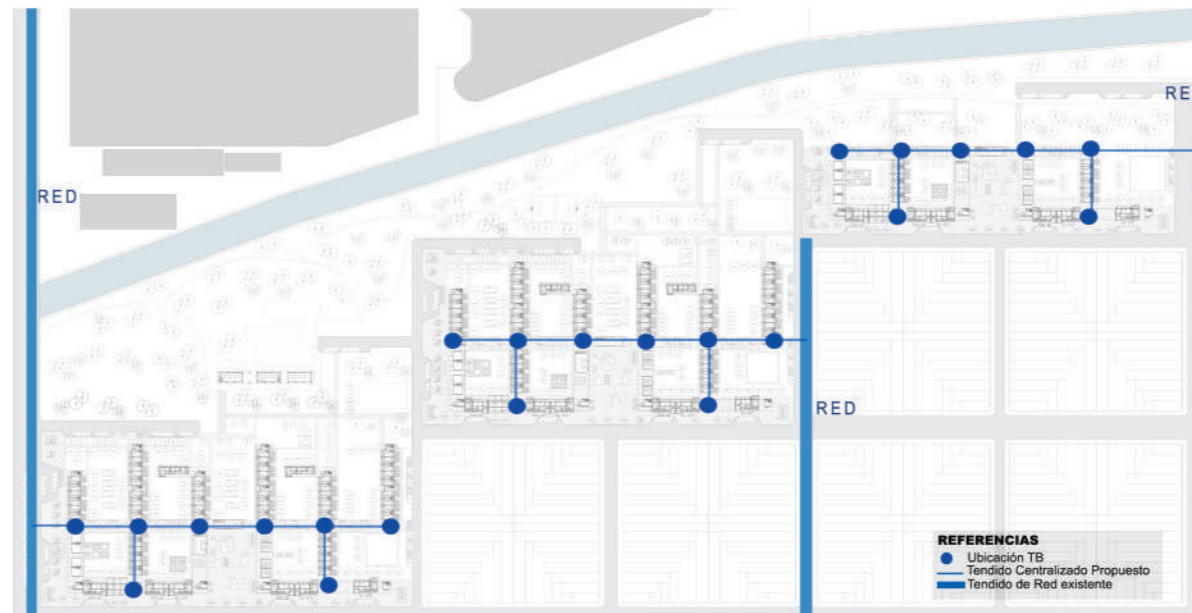 RE
RED
RED
REFERENCIAS
Ubicación TB
Tendido Centralizado Propuesto
Tendido de Red existente